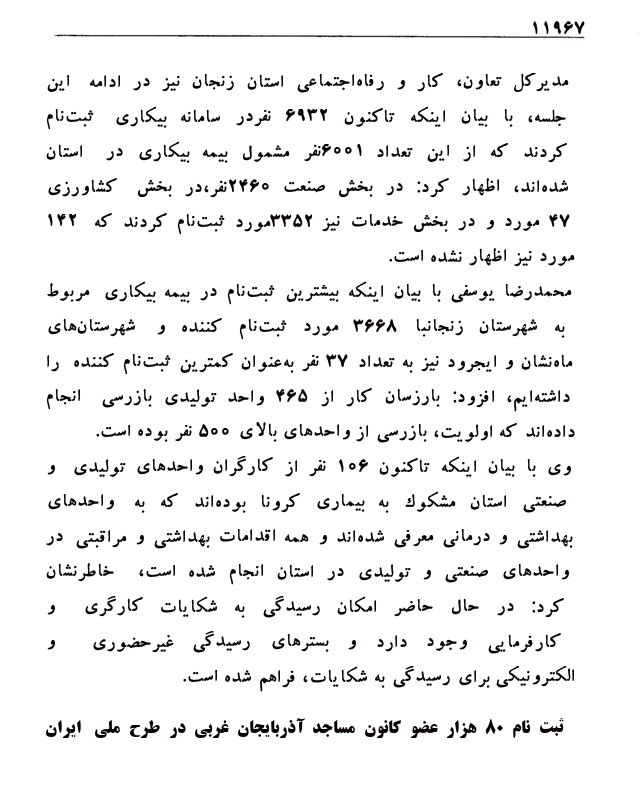 ۱۱۹۶۷
مدیرکل تعاون، کار و رفاه‌اجتماعی استان زنجان نیز در ادامه این
جلسه، با بیان اینکه تاکنون ۶۹۳۲ نفردر سامانه بیکاری ثبت‌نام
کردند که از این تعداد ۶۰۰۱نفر مشمول بیمه بیکاری در استان
شده‌اند، اظهار کرد: در بخش صنعت ۲۴۶۰نفر،در بخش کشاورزی
۴۷ مورد و در بخش خدمات نیز ۳۳۵۲مورد ثبت‌نام کردند که ۱۴۲
مورد نیز اظهار نشده است.
محمدرضا یوسفی با بیان اینکه بیشترین ثبت‌نام در بیمه بیکاری مربوط
به شهرستان زنجانبا ۳۶۶۸ مورد ثبت‌نام کننده و شهرستان‌های
ماه‌نشان و ایجرود نیز به تعداد ۳۷ نفر به‌عنوان کمترین ثبت‌نام کننده را
داشته‌ایم، افزود: بارزسان کار از ۴۶۵ واحد تولیدی بازرسی انجام
داده‌اند که اولویت، بازرسی از واحدهای بالای ۵۰۰ نفر بوده است.
وی با بیان اینکه تاکنون ۱۰۶ نفر از کارگران واحدهای تولیدی و
صنعتی استان مشکوك به بیماری کرونا بوده‌اند که به واحدهای
بهداشتی و درمانی معرفی شده‌اند و همه اقدامات بهداشتی و مراقبتی در
واحدهای صنعتی و تولیدی در استان انجام شده است، خاطرنشان
کرد: در حال حاضر امکان رسیدگی به شکایات کارگری و
کارفرمایی وجود دارد و بسترهای رسیدگی غیرحضوری و
الکترونیکی برای رسیدگی به شکایات، فراهم شده است.
ثبت نام ۸۰ هزار عضو کانون مساجد آذربایجان غربی در طرح ملی ایران